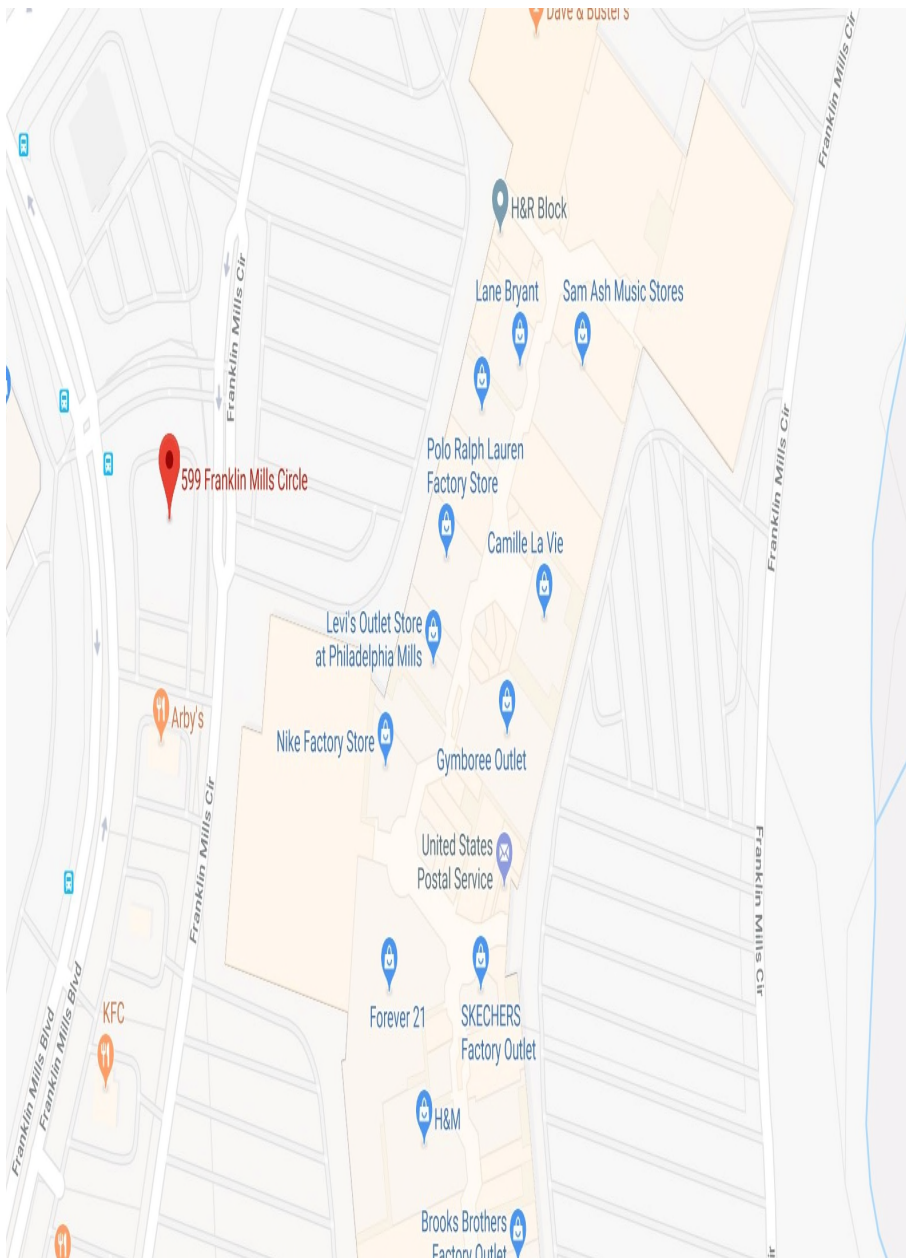 Dave & Buster's
Franklin Mills Cir
H&R Block
Franklin Mills Cir
Lane Bryant
Sam Ash Music Stores
Polo Ralph Lauren
Factory Store
599 Franklin Mills Circle
Franklin Mills Cir
Camille La Vie
Levi's Outlet Store
at Philadelphia Mills
Arby's
Nike Factory Store
Gymboree Outlet
Franklin Mills Cir
United States
Postal Service
Franklin Mills Cir
KFC
Forever 21
SKECHERS
Factory Outlet
Franklin Mills Blvd
Franklin Mills Blvd
H&M
Brooks Brothers
Factory Outlet